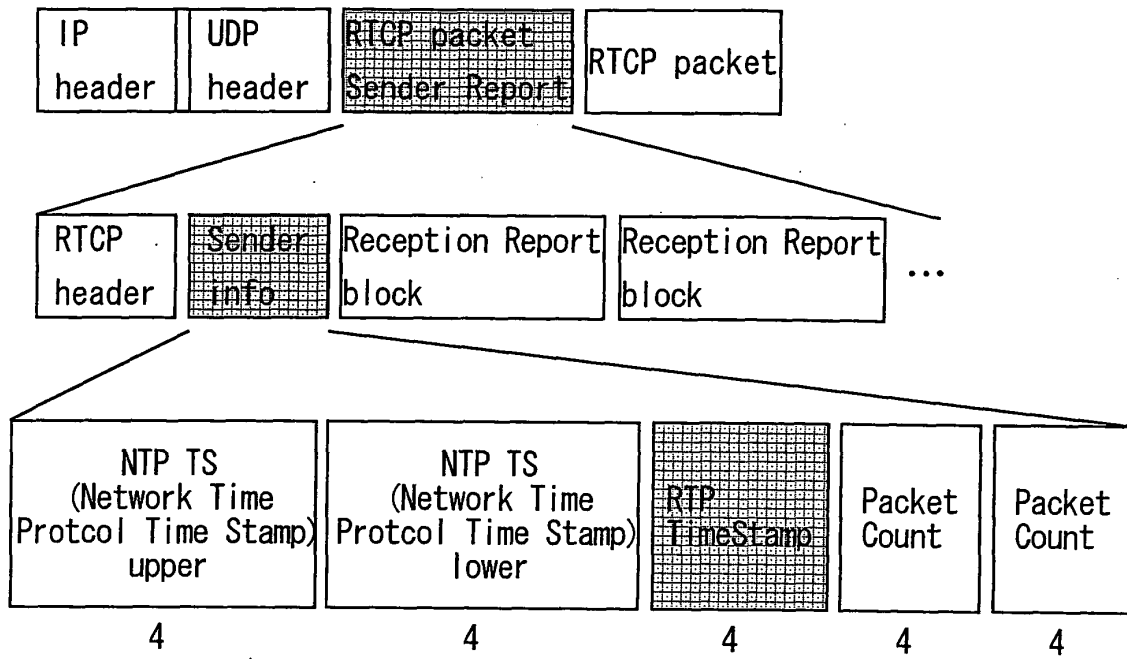 IP header
UDP header
RTCP packet
Sender Report
RTCP packet
RTCP header
Sender info
Reception Report block
Reception Report block
...
NTP TS
(Network Time
Protcol Time Stamp)
upper
NTP TS
(Network Time
Protcol Time Stamp)
lower
RTP
TimeStamp
Packet
Count
Packet
Count
4
4
4
4
4